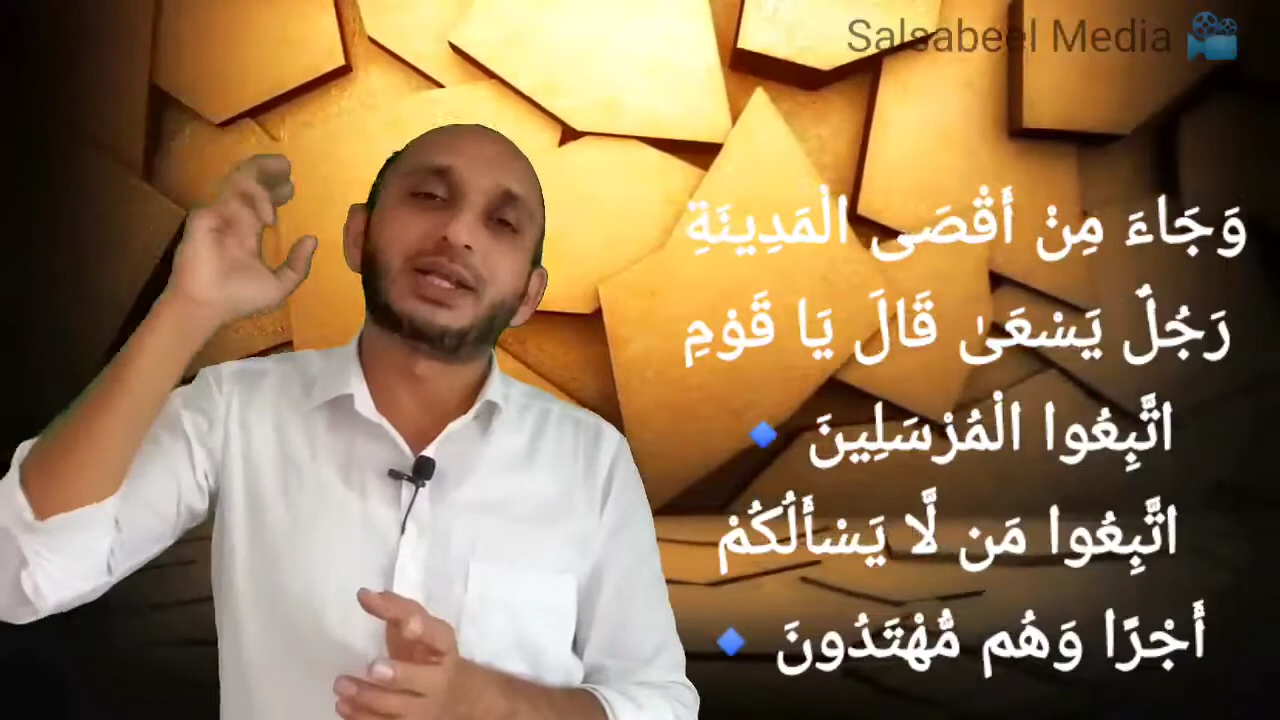 Salsabeel Media 🎥
وَجَاءَ مِنْ أَقْصَى الْمَدِينَةِ
رَجُلٌ يَسْعَىٰ قَالَ يَا قَوْمِ
اتَّبِعُوا الْمُرْسَلِينَ 🔹
اتَّبِعُوا مَن لَّا يَسْأَلُكُمْ
أَجْرًا وَهُم مُّهْتَدُونَ 🔹